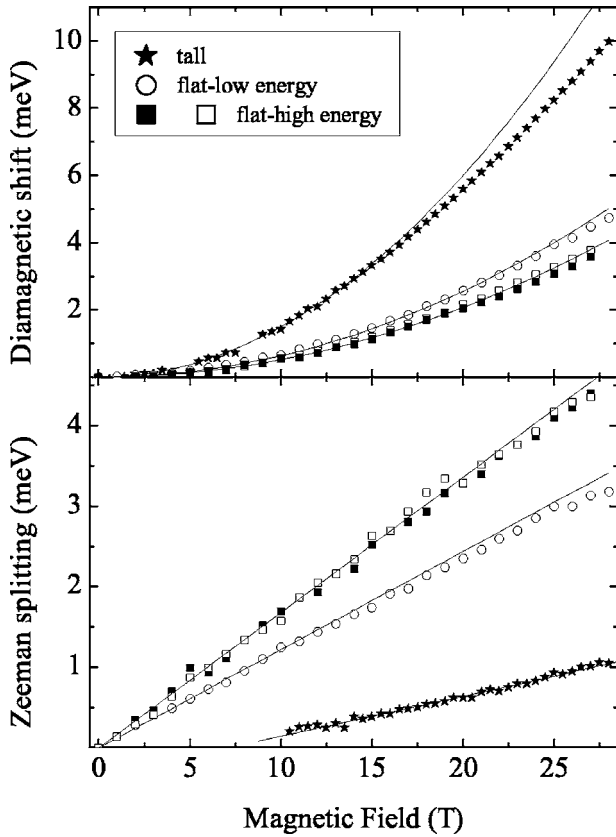 10
8
6
4
2
Diamagnetic shift (meV)
tall
flat-low energy
flat-high energy
4
3
2
1
Zeeman splitting (meV)
0
5
10
15
20
25
Magnetic Field (T)